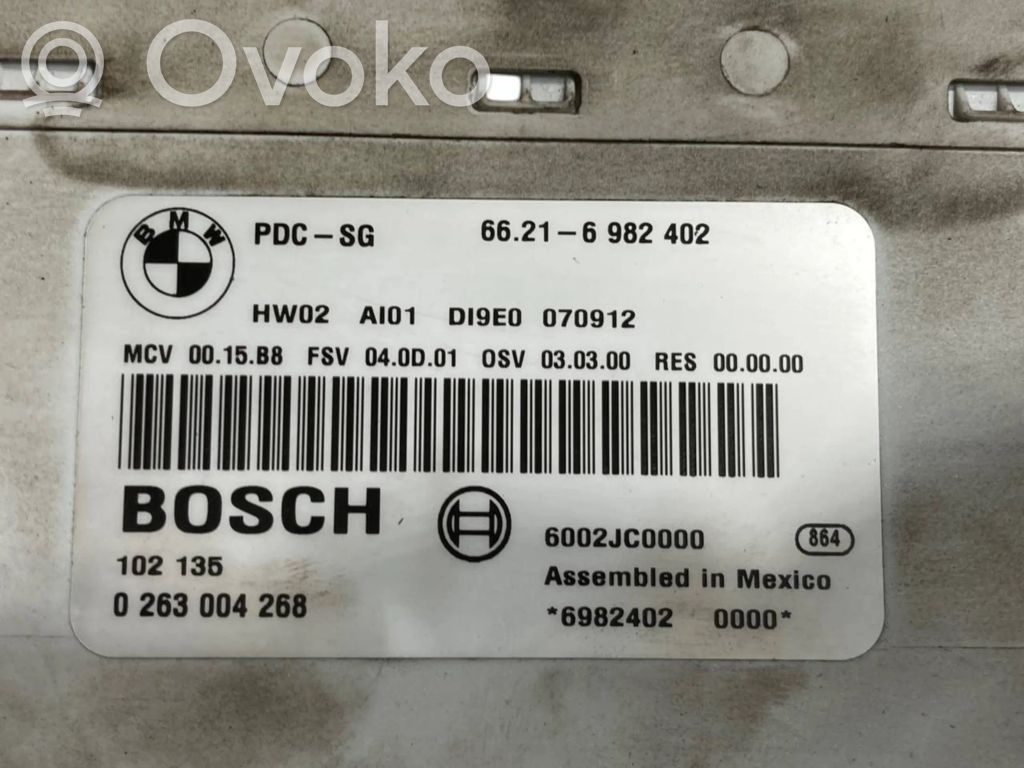 Ovoko
BMW
PDC-SG 66.21-6 982 402
HW02 AI01 DI9E0 070912
MCV 00.15.B8 FSV 04.0D.01 OSV 03.03.00 RES 00.00.00
BOSCH
6002JC0000 864
102 135
Assembled in Mexico
0 263 004 268
*6982402 0000*